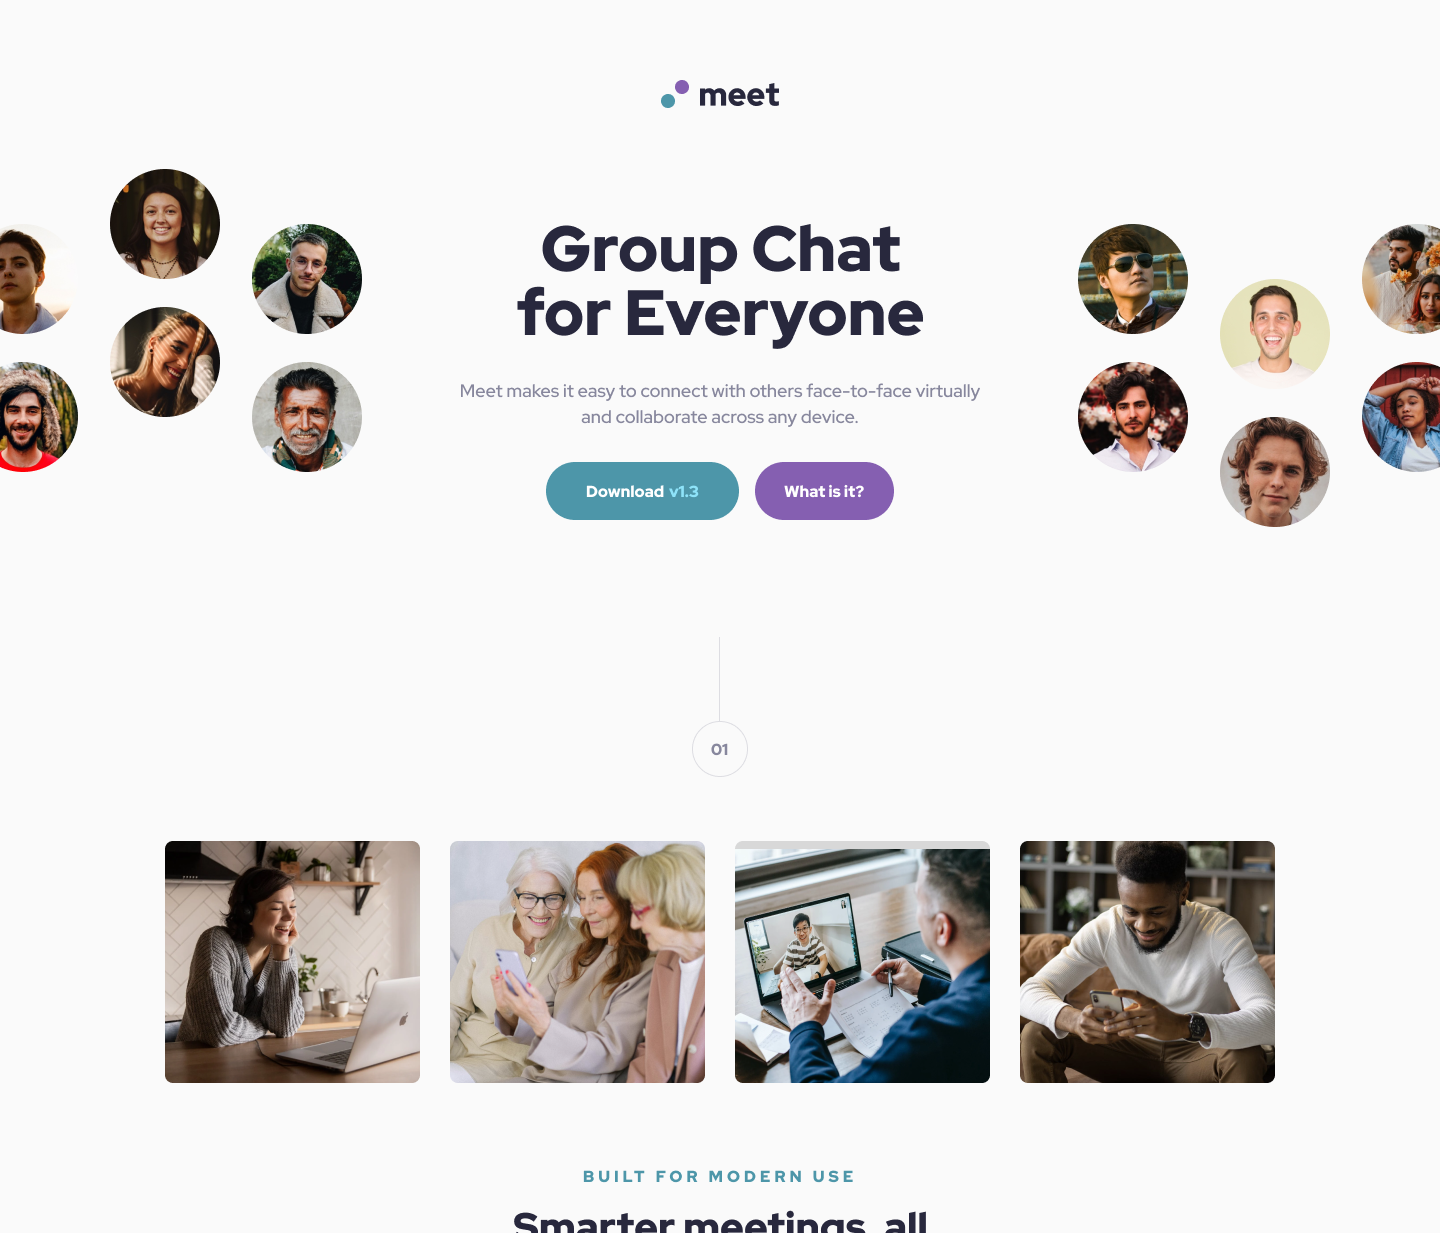 meet
Group Chat
for Everyone
Meet makes it easy to connect with others face-to-face virtually
and collaborate across any device.
Download v1.3
What is it?
01
BUILT FOR MODERN USE
Smarter meetings, all